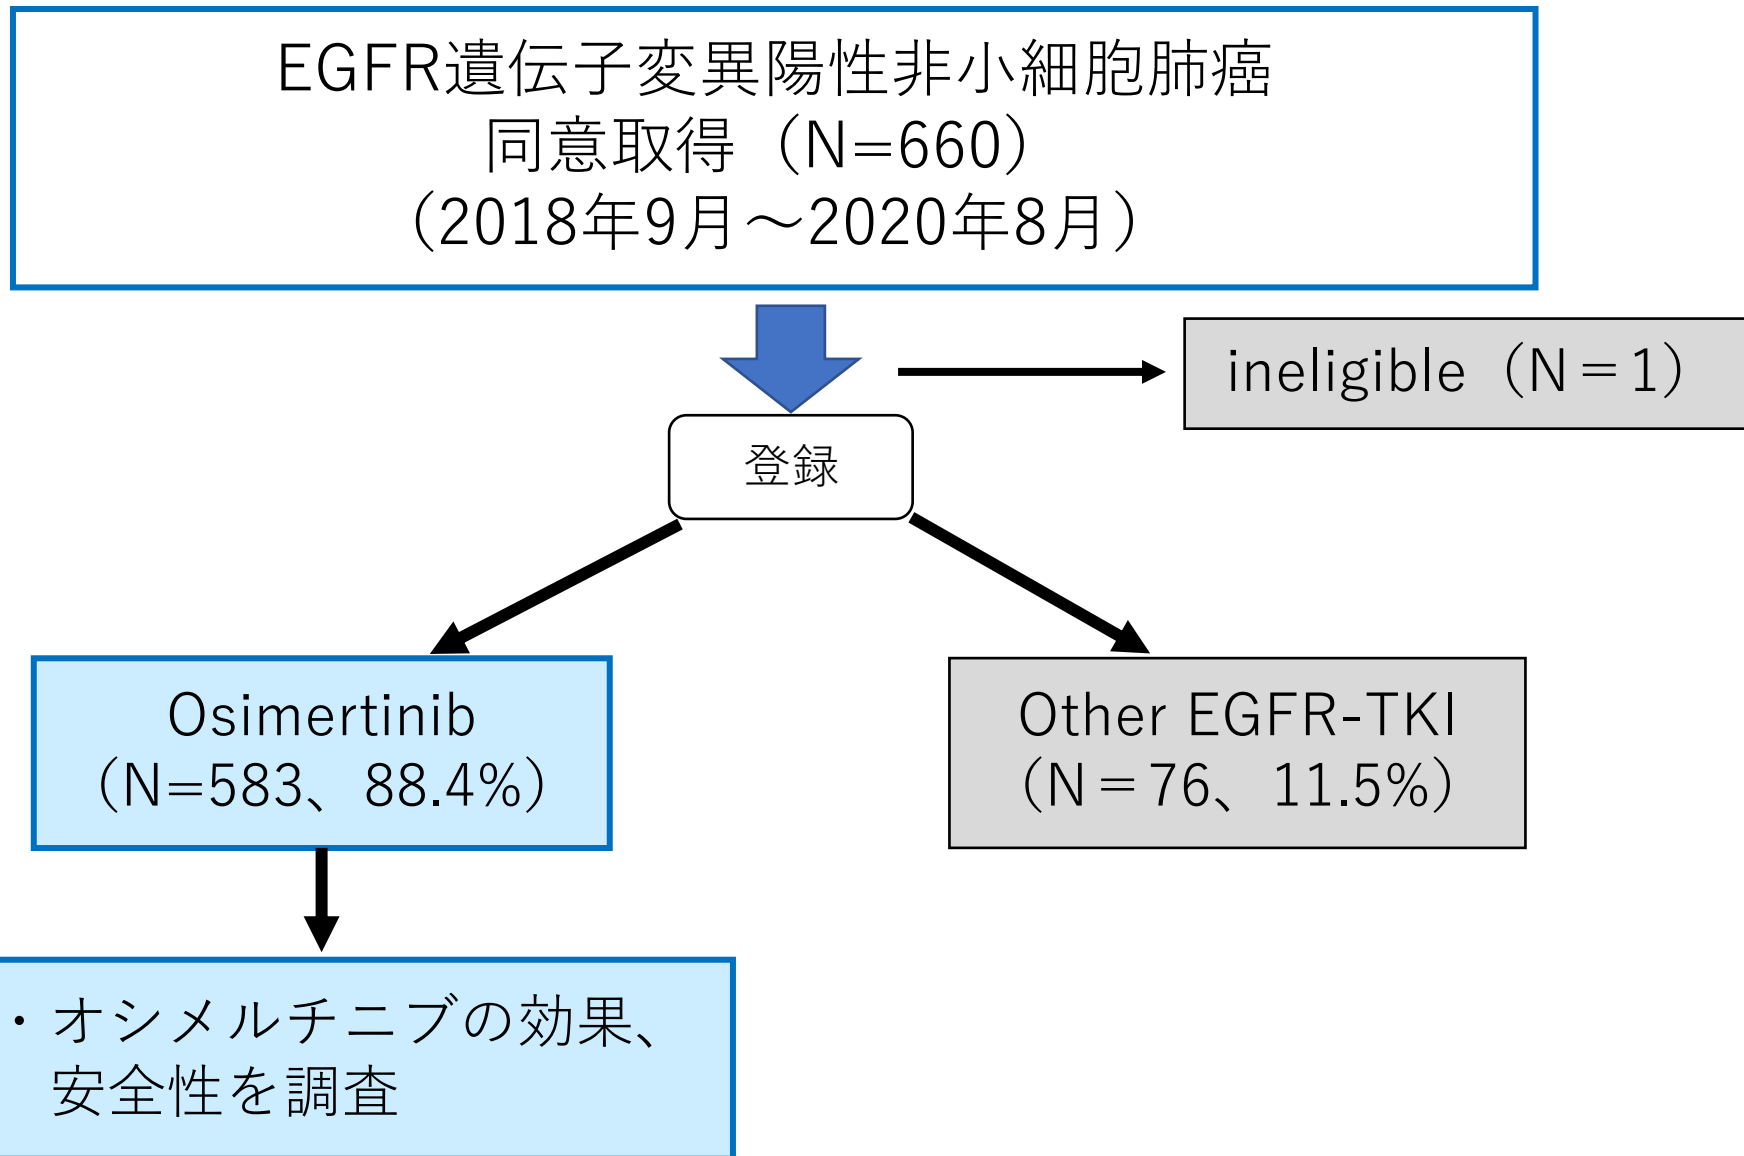 EGFR遺伝子変異陽性非小細胞肺癌
同意取得（N=660）
（2018年9月～2020年8月）
ineligible（N＝1）
登録
Osimertinib
（N=583、88.4%）
Other EGFR-TKI
（N＝76、11.5%）
・オシメルチニブの効果、
安全性を調査